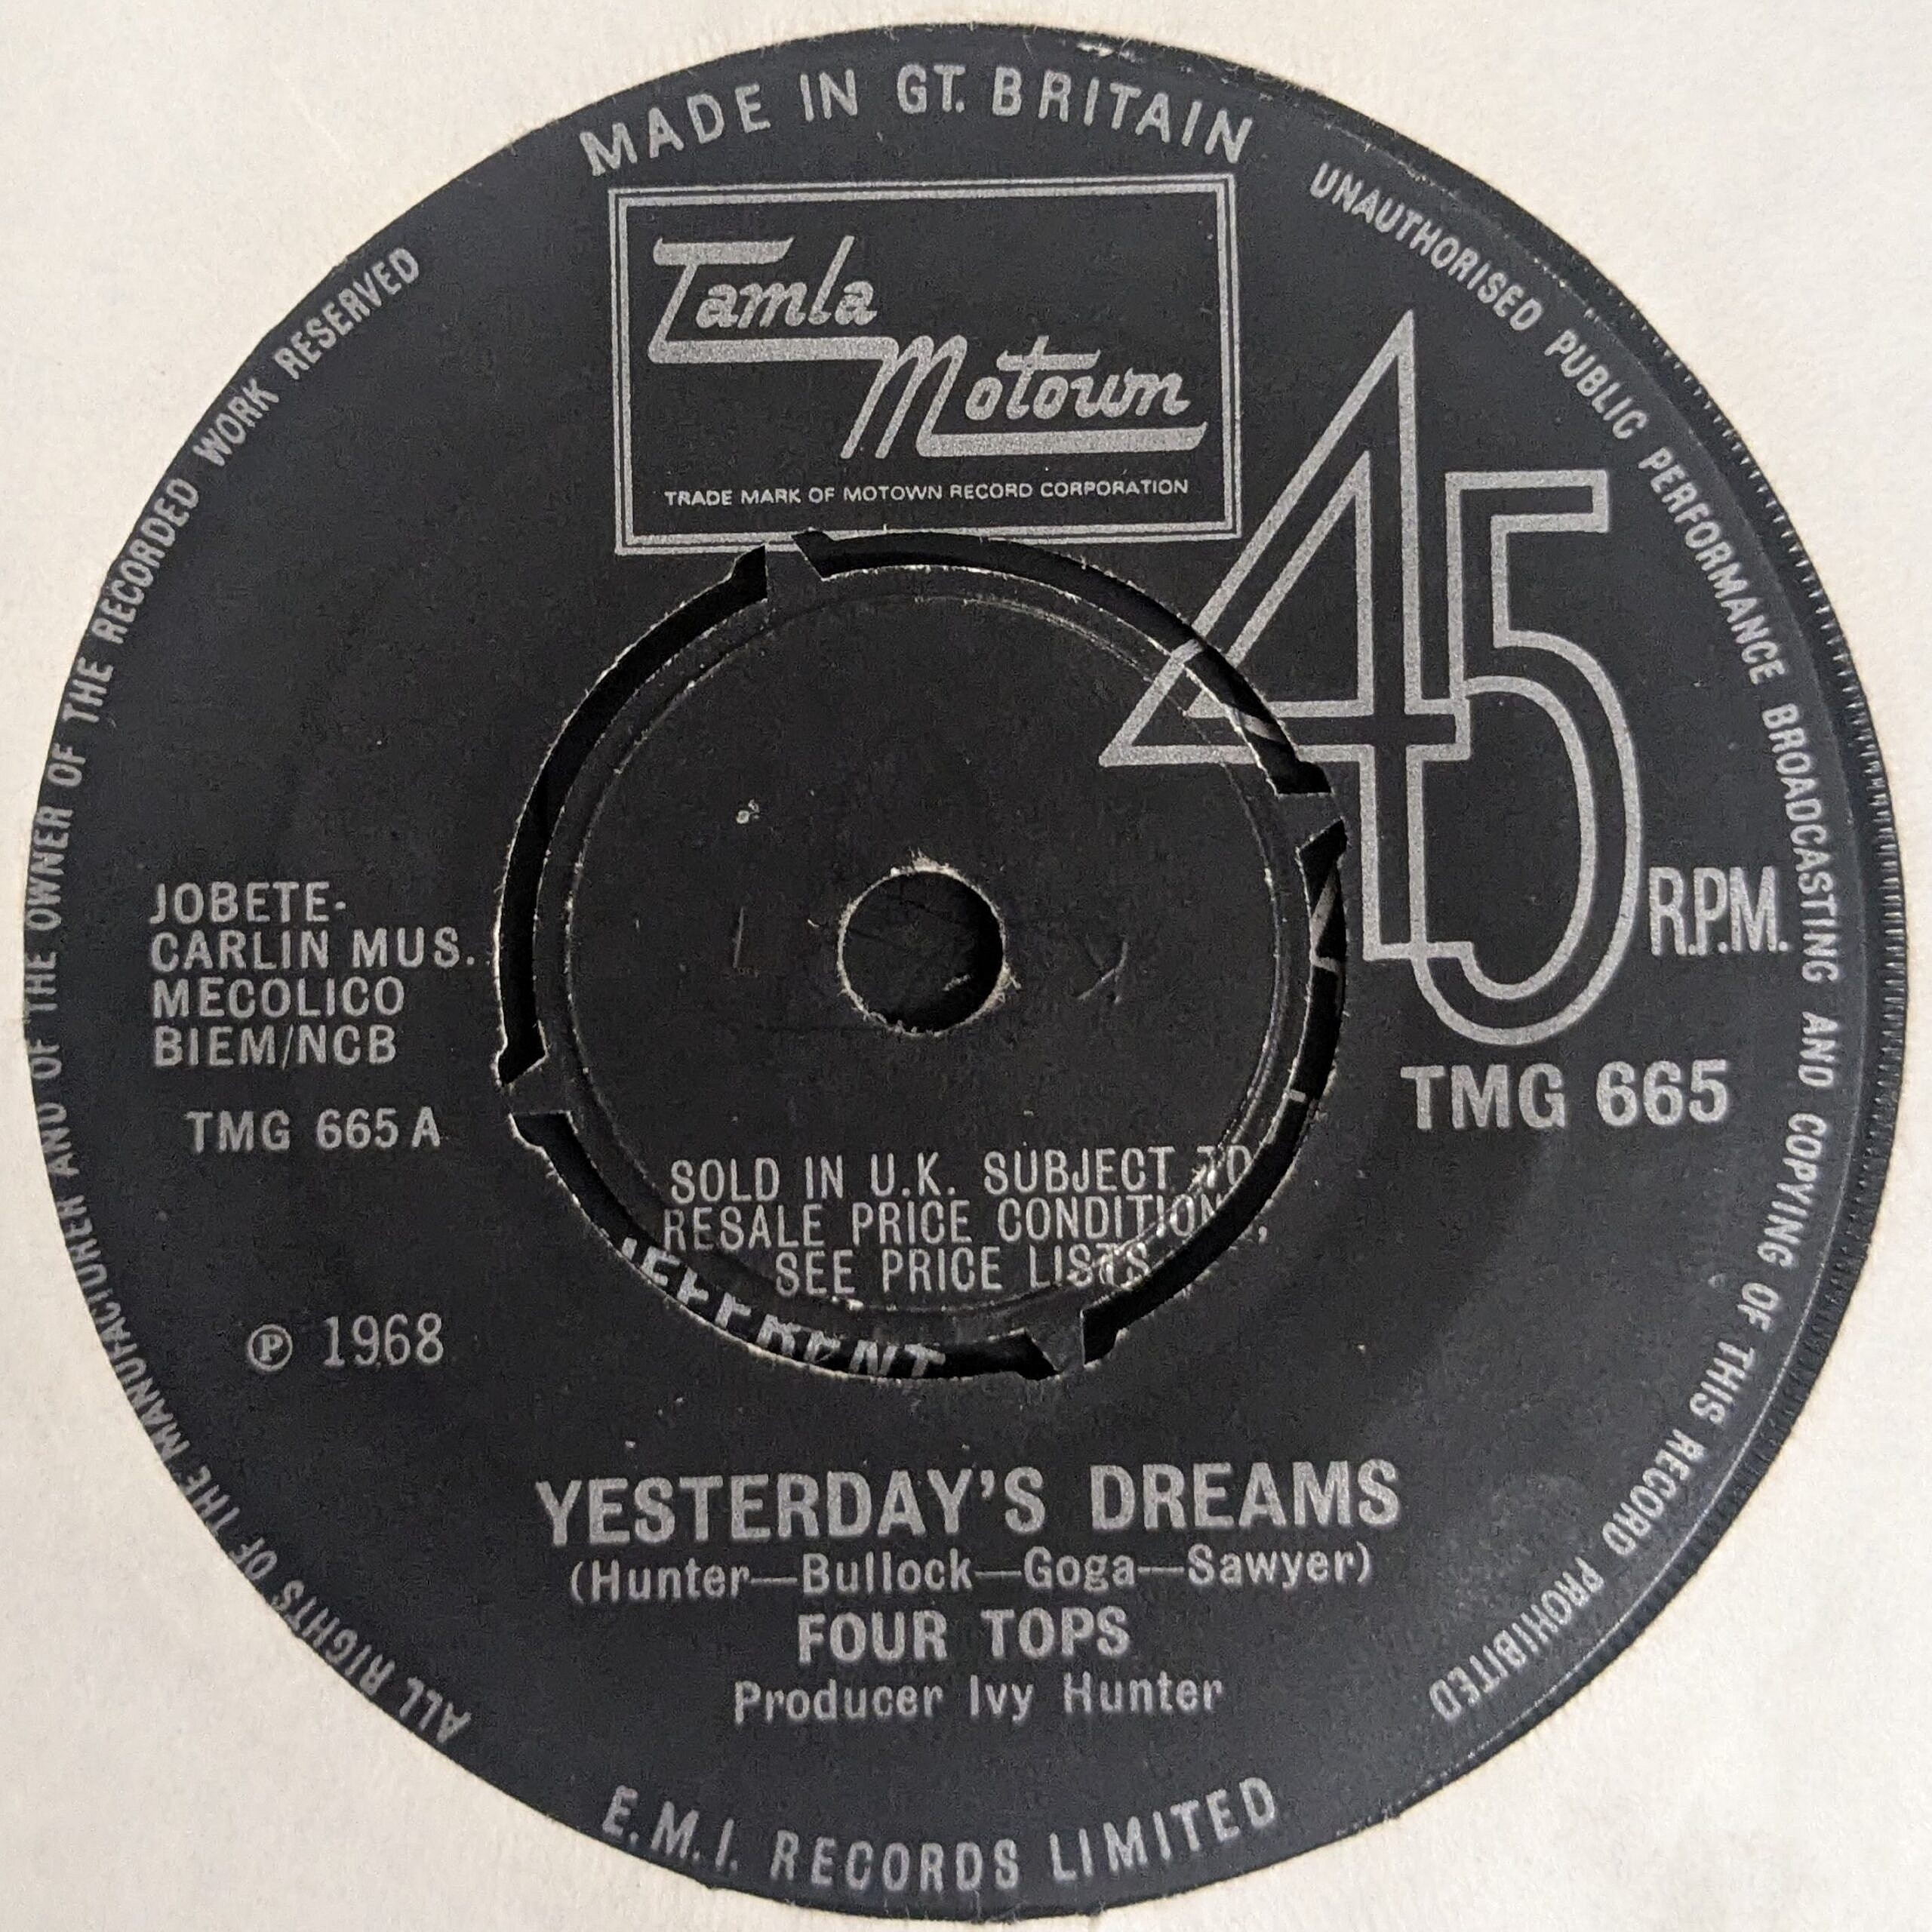 MADE IN GT. BRITAIN
UNAUTHORISED PUBLIC PERFORMANCE BROADCASTING AND COPYING OF THIS RECORD PROHIBITED
ALL RIGHTS OF THE MANUFACTURER AND OF THE OWNER OF THE RECORDED WORK RESERVED
Tamla
Motown
TRADE MARK OF MOTOWN RECORD CORPORATION
45
R.P.M.
JOBETE-
CARLIN MUS.
MECOLICO
BIEM/NCB
TMG 665 A
TMG 665
SOLD IN U.K. SUBJECT TO
RESALE PRICE CONDITIONS,
SEE PRICE LISTS
Ⓟ 1968
YESTERDAY'S DREAMS
(Hunter—Bullock—Goga—Sawyer)
FOUR TOPS
Producer Ivy Hunter
E.M.I. RECORDS LIMITED